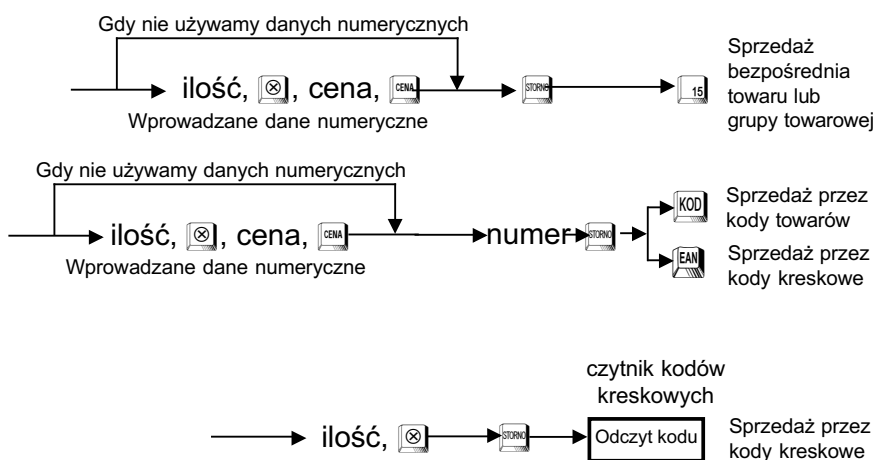 Gdy nie używamy danych numerycznych
ilość, ⊗, cena, CENA STORNO 15
Wprowadzane dane numeryczne
Sprzedaż
bezpośrednia
towaru lub
grupy towarowej
Gdy nie używamy danych numerycznych
ilość, ⊗, cena, CENA numer STORNO
Wprowadzane dane numeryczne
KOD
Sprzedaż przez
kody towarów
EAN
Sprzedaż przez
kody kreskowe
czytnik kodów
kreskowych
ilość, ⊗ STORNO Odczyt kodu
Sprzedaż przez
kody kreskowe